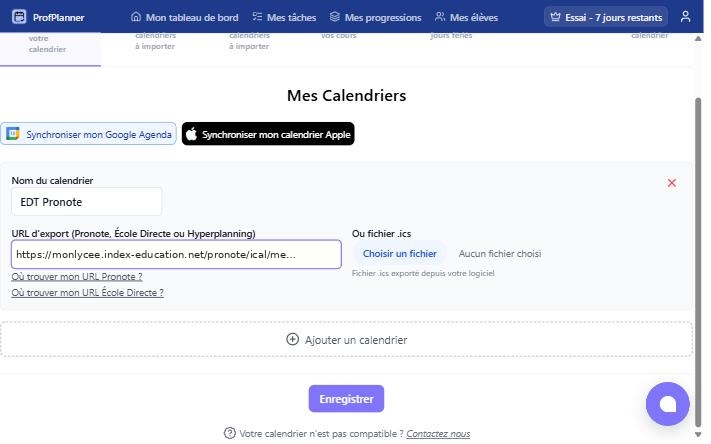 ProfPlanner
Mon tableau de bord
Mes tâches
Mes progressions
Mes élèves
Essai - 7 jours restants
votre
calendrier
calendriers
à importer
calendriers
à importer
vos cours
jours fériés
calendrier
Mes Calendriers
Synchroniser mon Google Agenda
Synchroniser mon calendrier Apple
Nom du calendrier
EDT Pronote
URL d'export (Pronote, École Directe ou Hyperplanning)
https://monlycee.index-education.net/pronote/ical/me...
Où trouver mon URL Pronote ?
Où trouver mon URL École Directe ?
Ou fichier .ics
Choisir un fichier
Aucun fichier choisi
Fichier .ics exporté depuis votre logiciel
Ajouter un calendrier
Enregistrer
Votre calendrier n'est pas compatible ? Contactez nous